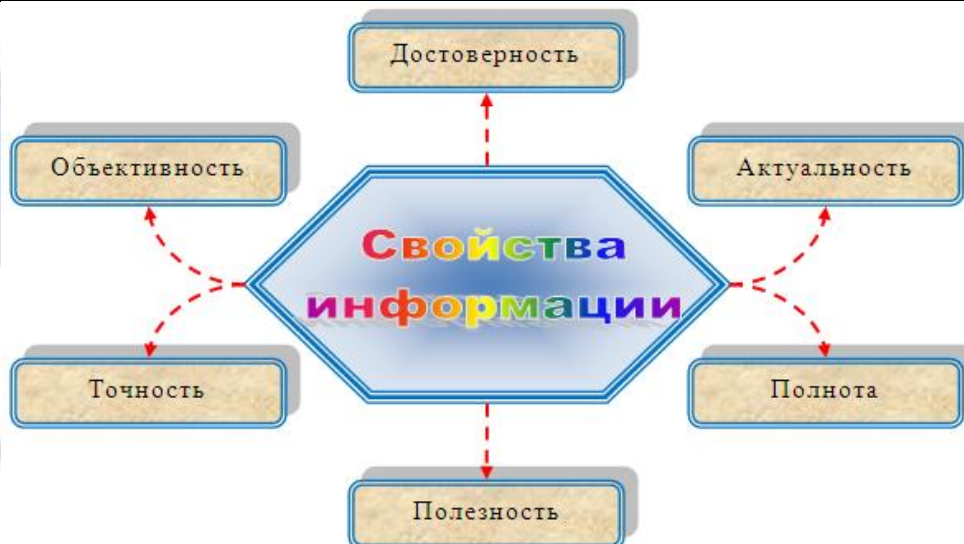 Достоверность
Объективность
Актуальность
Свойства
информации
Точность
Полнота
Полезность